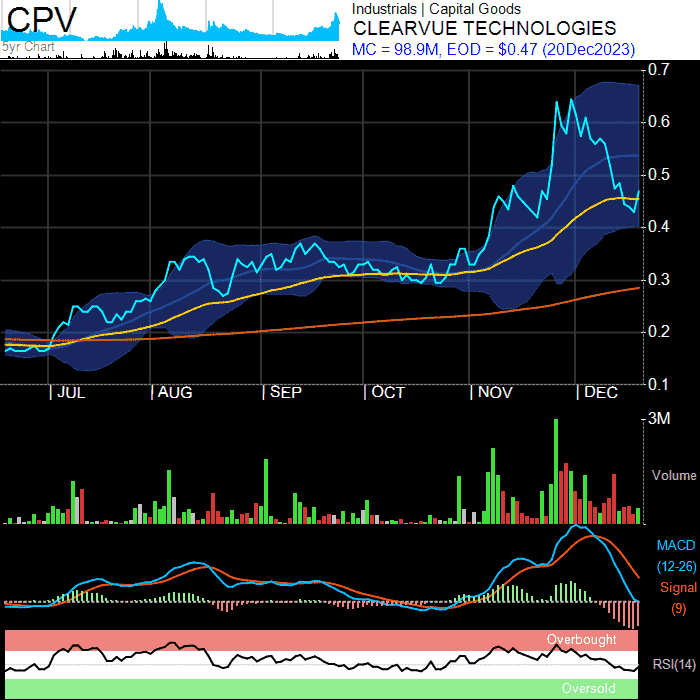 CPV
5yr Chart
Industrials | Capital Goods
CLEARVUE TECHNOLOGIES
MC = 98.9M, EOD = $0.47 (20Dec2023)
0.7
0.6
0.5
0.4
0.3
0.2
0.1
| JUL | AUG | SEP | OCT | NOV | DEC
3M
Volume
MACD
(12-26)
Signal
(9)
Overbought
RSI(14)
Oversold